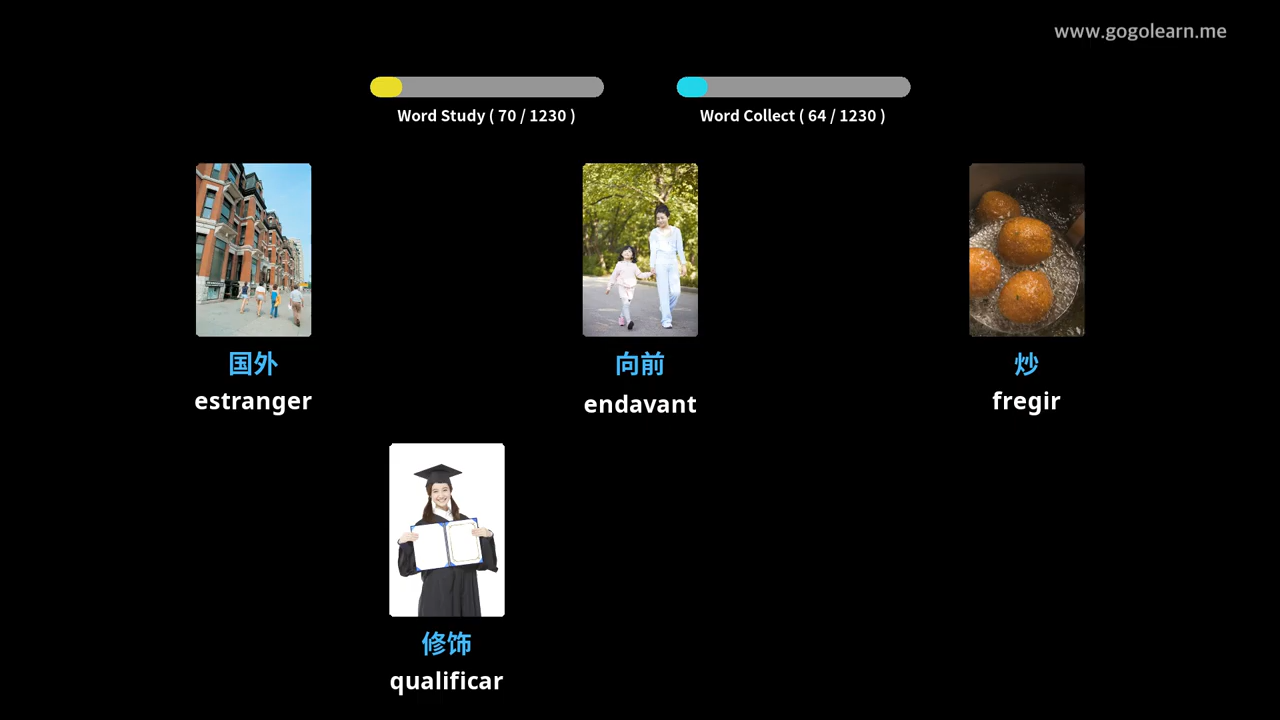 www.gogolearn.me
Word Study ( 70 / 1230 )
Word Collect ( 64 / 1230 )
国外
estranger
向前
endavant
炒
fregir
修饰
qualificar